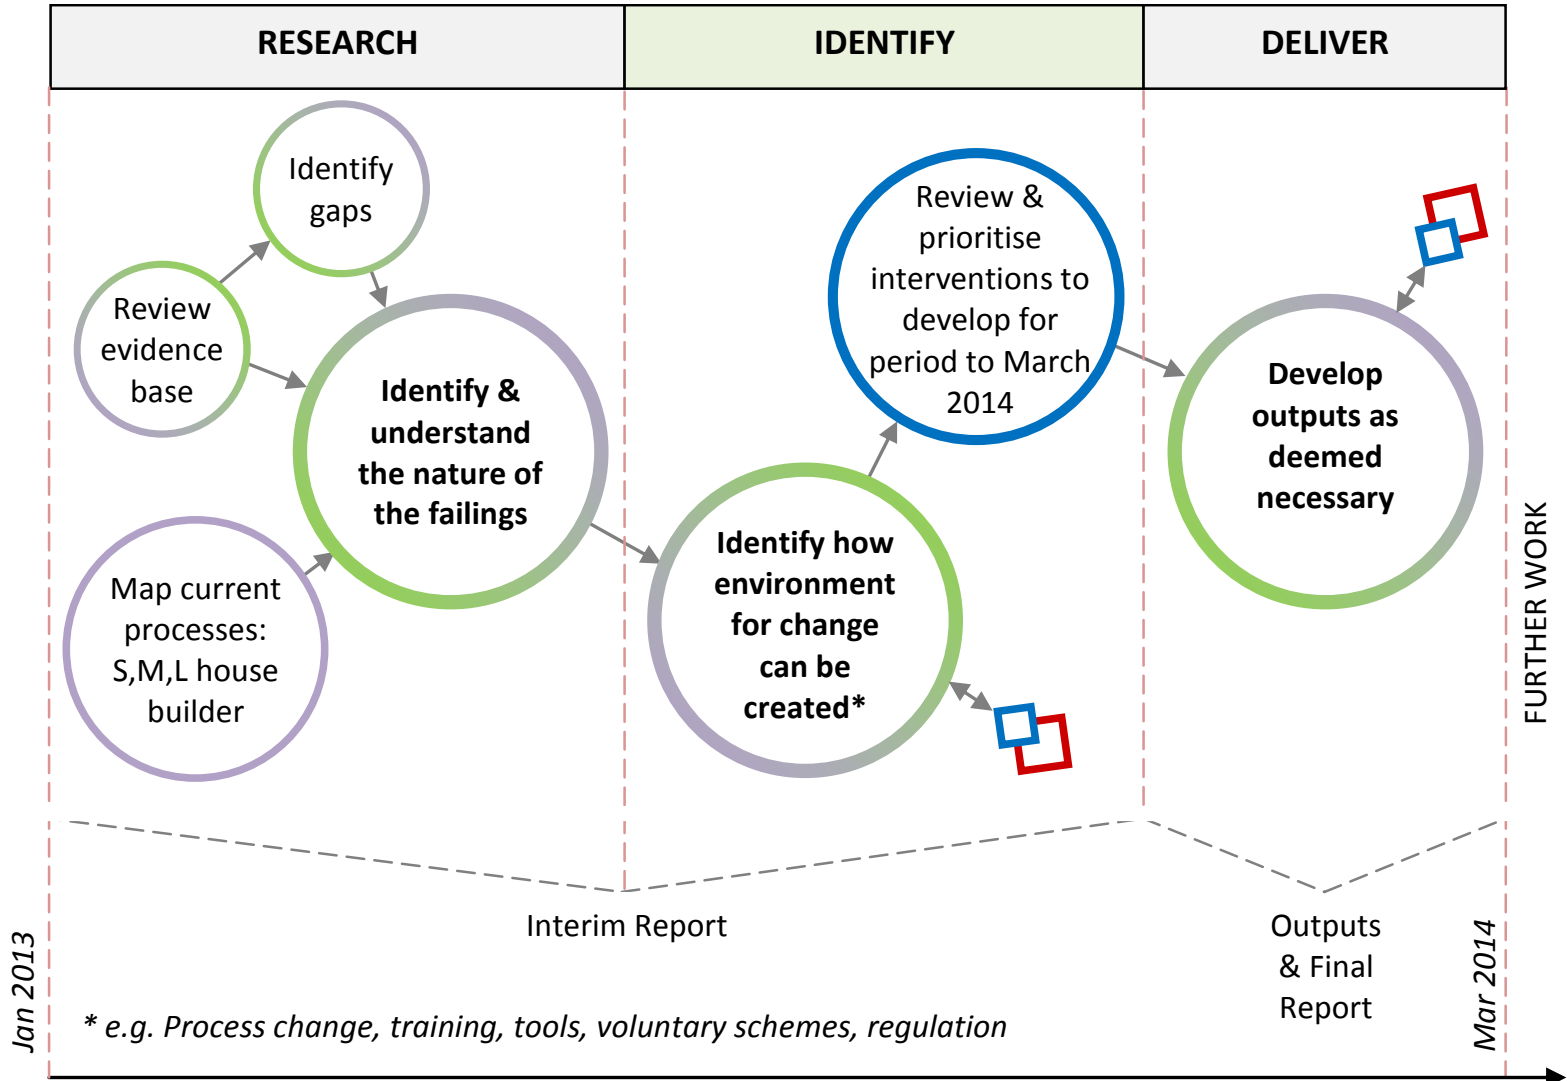 RESEARCH
IDENTIFY
DELIVER
Identify
gaps
Review
evidence
base
Identify &
understand
the nature of
the failings
Map current
processes:
S,M,L house
builder
Review &
prioritise
interventions to
develop for
period to March
2014
Identify how
environment
for change
can be
created*
Develop
outputs as
deemed
necessary
FURTHER WORK
Interim Report
Outputs
& Final
Report
Jan 2013
Mar 2014
* e.g. Process change, training, tools, voluntary schemes, regulation